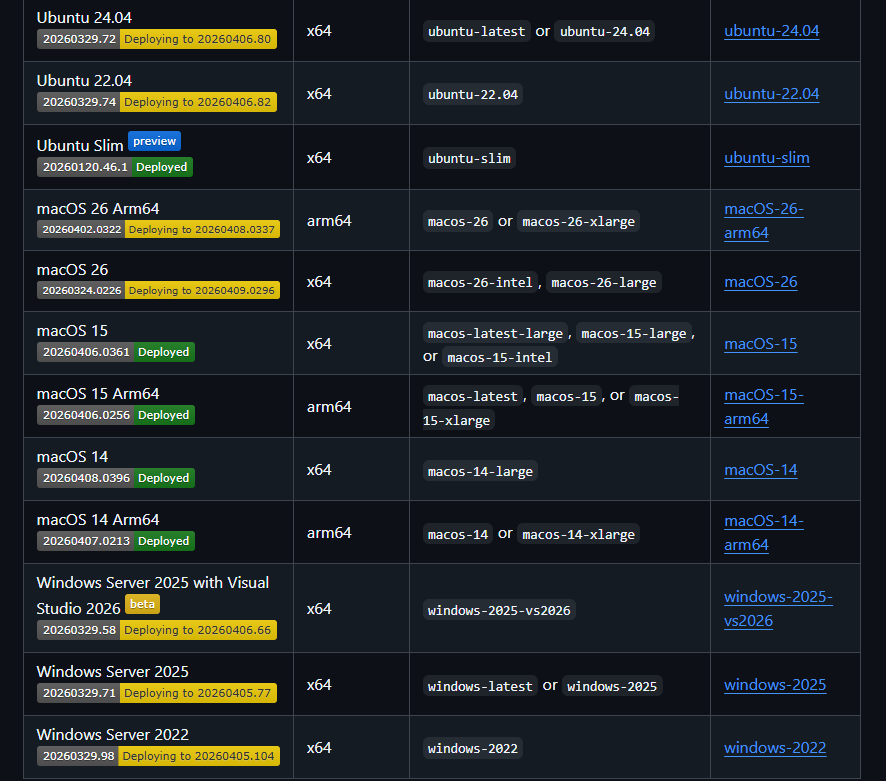 Ubuntu 24.04
20260329.72 Deploying to 20260406.80
x64
ubuntu-latest or ubuntu-24.04
ubuntu-24.04
Ubuntu 22.04
20260329.74 Deploying to 20260406.82
x64
ubuntu-22.04
ubuntu-22.04
Ubuntu Slim preview
20260120.46.1 Deployed
x64
ubuntu-slim
ubuntu-slim
macOS 26 Arm64
20260402.0322 Deploying to 20260408.0337
arm64
macos-26 or macos-26-xlarge
macOS-26-
arm64
macOS 26
20260324.0226 Deploying to 20260409.0296
x64
macos-26-intel, macos-26-large
macOS-26
macOS 15
20260406.0361 Deployed
x64
macos-latest-large, macos-15-large,
or macos-15-intel
macOS-15
macOS 15 Arm64
20260406.0256 Deployed
arm64
macos-latest, macos-15, or macos-
15-xlarge
macOS-15-
arm64
macOS 14
20260408.0396 Deployed
x64
macos-14-large
macOS-14
macOS 14 Arm64
20260407.0213 Deployed
arm64
macos-14 or macos-14-xlarge
macOS-14-
arm64
Windows Server 2025 with Visual
Studio 2026 beta
20260329.58 Deploying to 20260406.66
x64
windows-2025-vs2026
windows-2025-
vs2026
Windows Server 2025
20260329.71 Deploying to 20260405.77
x64
windows-latest or windows-2025
windows-2025
Windows Server 2022
20260329.98 Deploying to 20260405.104
x64
windows-2022
windows-2022